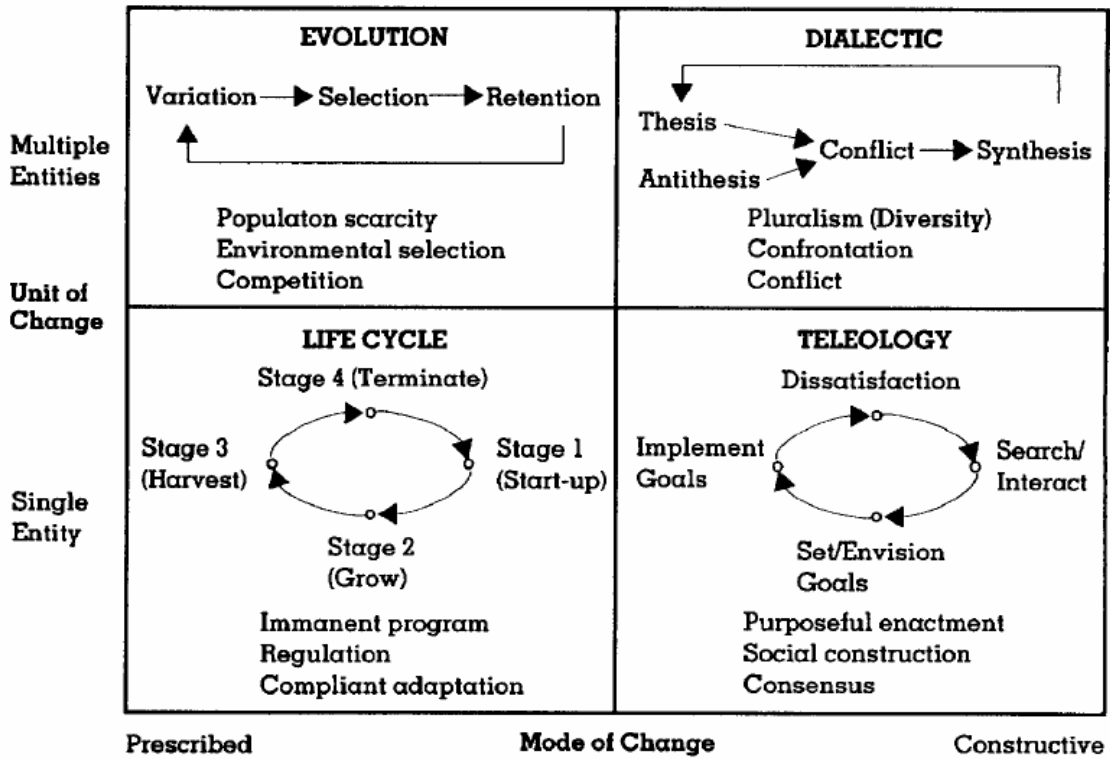 EVOLUTION
Variation Selection Retention
Populaton scarcity
Environmental selection
Competition
DIALECTIC
Thesis
Antithesis
Conflict Synthesis
Pluralism (Diversity)
Confrontation
Conflict
Multiple
Entities
Unit of
Change
Single
Entity
LIFE CYCLE
Stage 4 (Terminate)
Stage 3
(Harvest)
Stage 1
(Start-up)
Stage 2
(Grow)
Immanent program
Regulation
Compliant adaptation
TELEOLOGY
Dissatisfaction
Implement
Goals
Search/
Interact
Set/Envision
Goals
Purposeful enactment
Social construction
Consensus
Prescribed Mode of Change Constructive